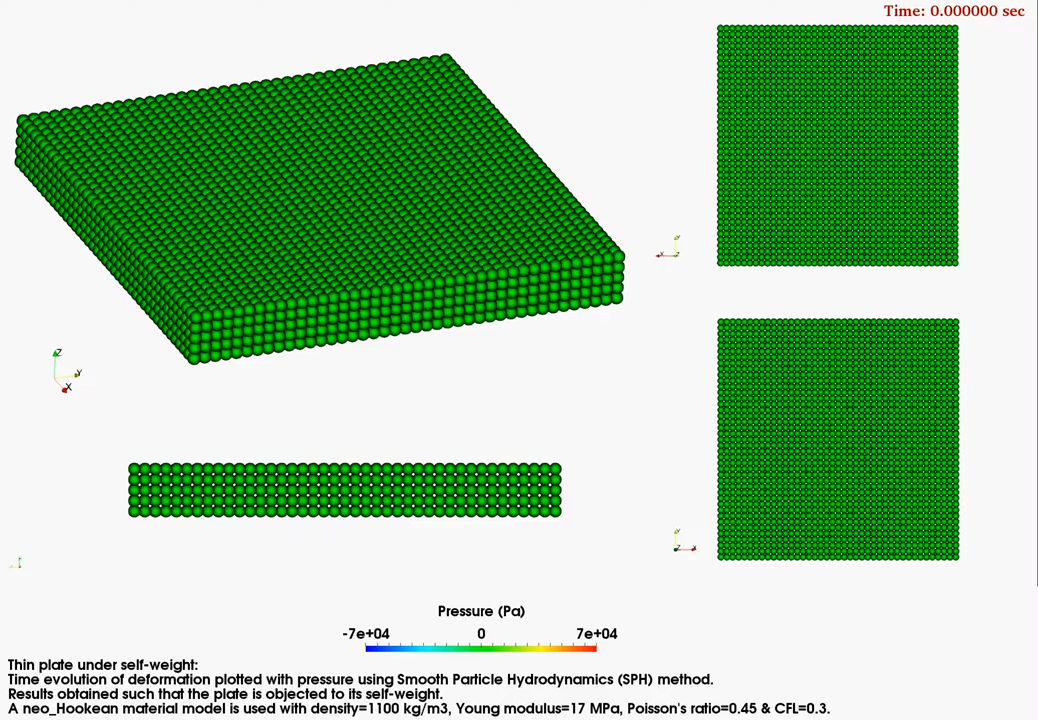 Time: 0.000000 sec
Z
Y
X
Pressure (Pa)
-7e+04 0 7e+04
Thin plate under self-weight:
Time evolution of deformation plotted with pressure using Smooth Particle Hydrodynamics (SPH) method.
Results obtained such that the plate is objected to its self-weight.
A neo_Hookean material model is used with density=1100 kg/m3, Young modulus=17 MPa, Poisson's ratio=0.45 & CFL=0.3.